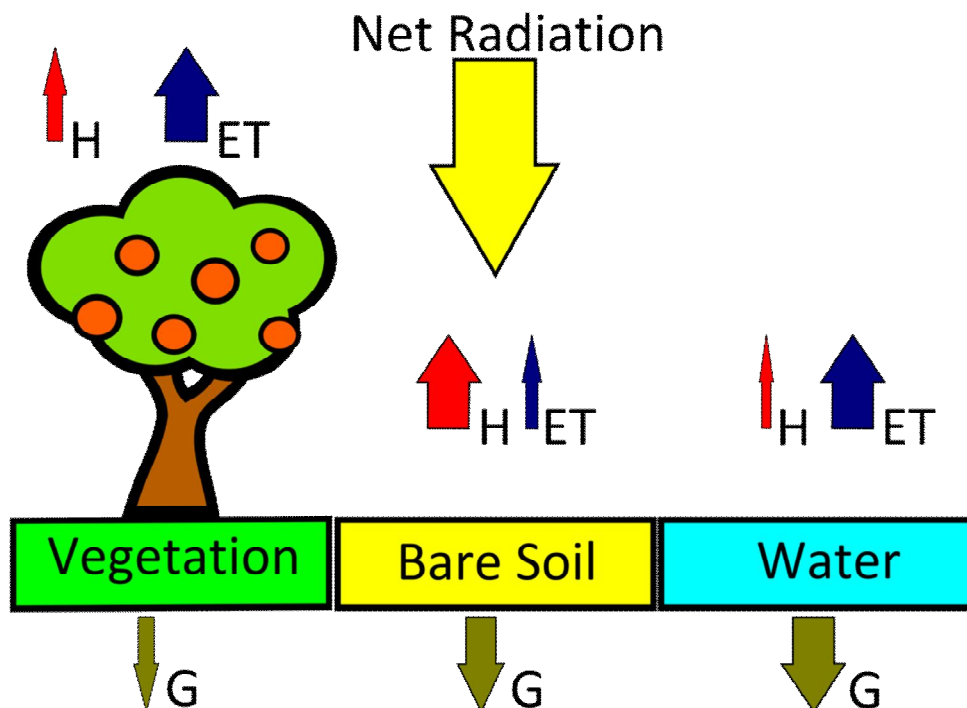 Net Radiation
H ET
H ET
H ET
Vegetation
Bare Soil
Water
G
G
G